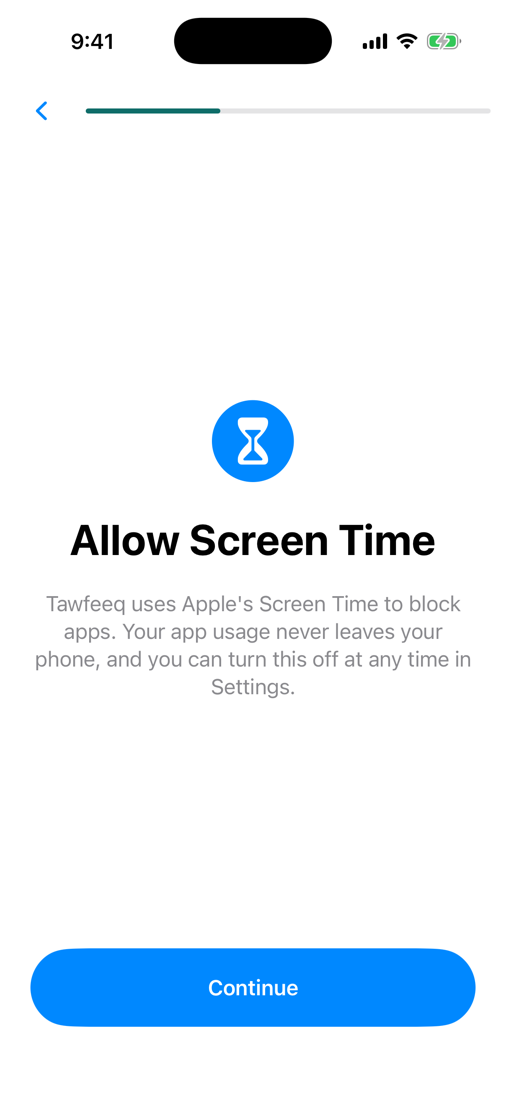 9:41
Allow Screen Time
Tawfeeq uses Apple's Screen Time to block
apps. Your app usage never leaves your
phone, and you can turn this off at any time in
Settings.
Continue